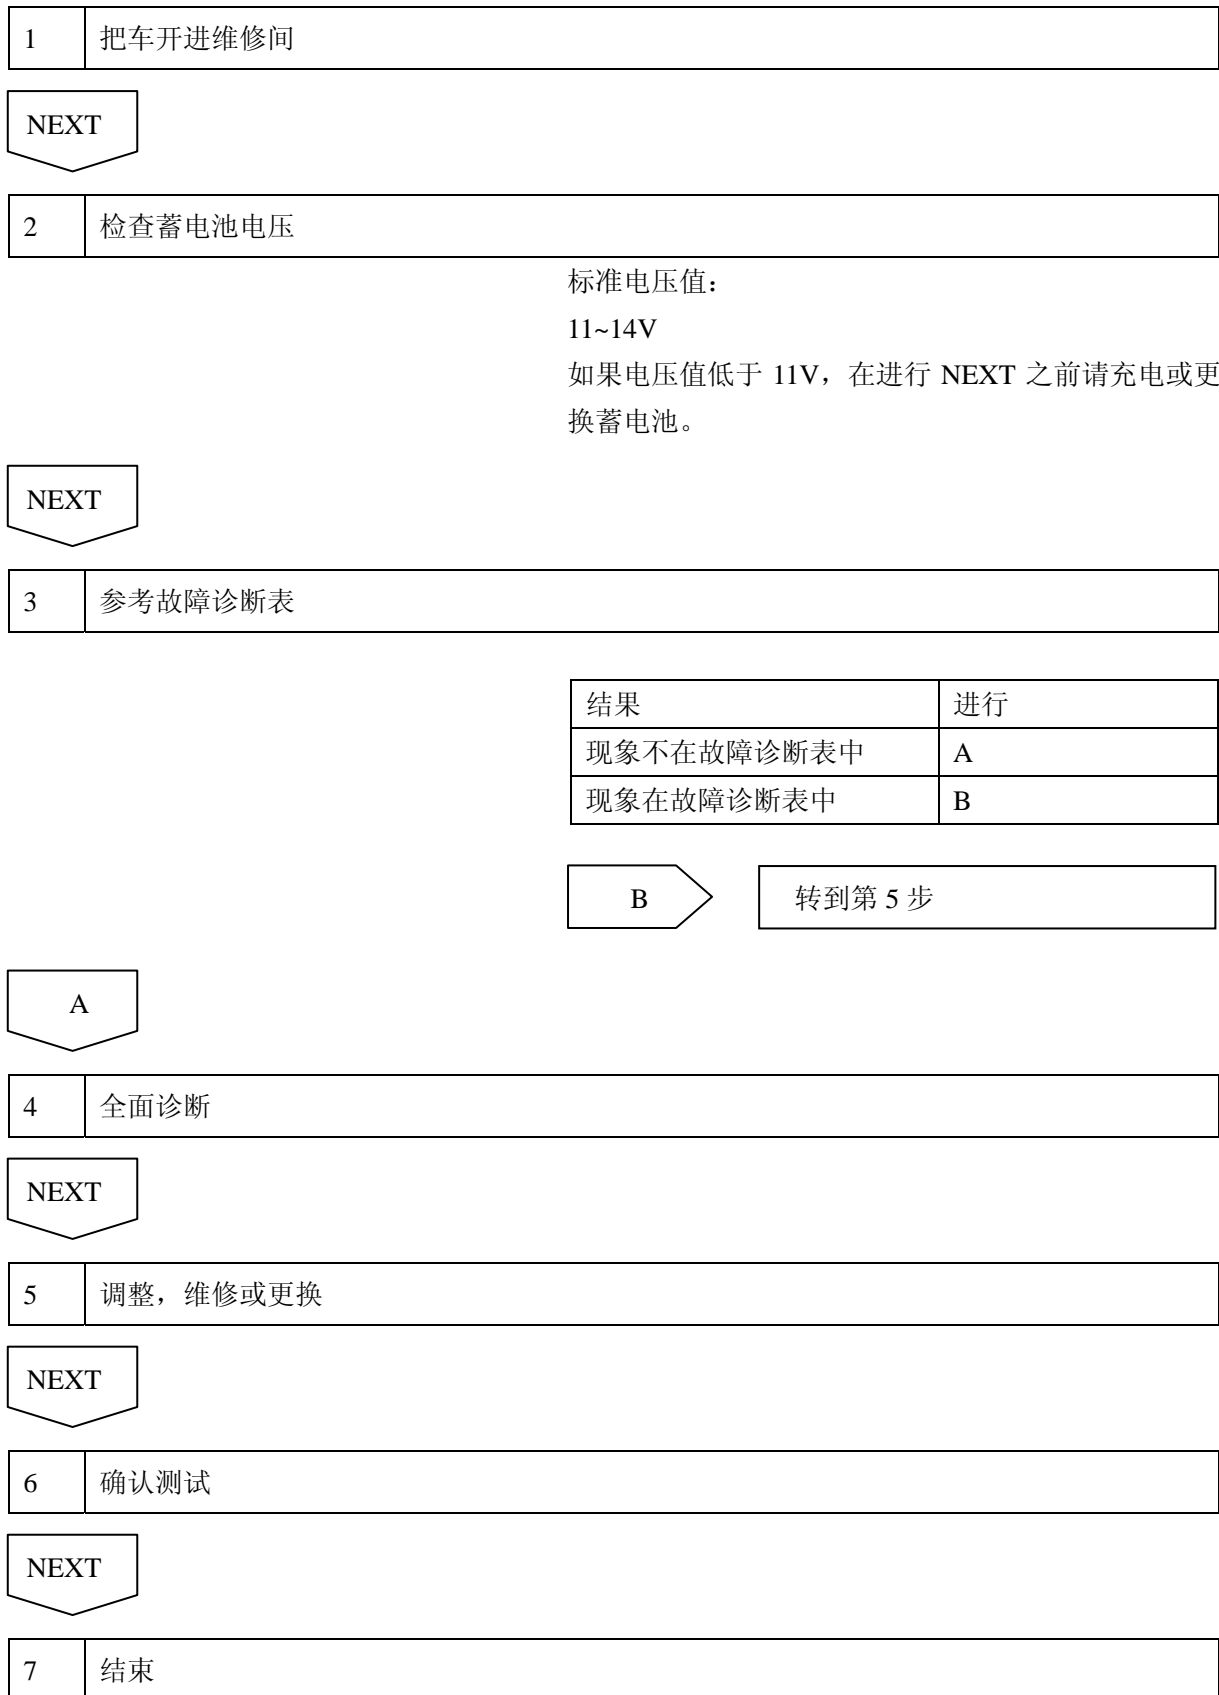 1 把车开进维修间
NEXT
2 检查蓄电池电压
标准电压值：
11~14V
如果电压值低于 11V，在进行 NEXT 之前请充电或更
换蓄电池。
NEXT
3 参考故障诊断表
结果 进行
现象不在故障诊断表中 A
现象在故障诊断表中 B
B 转到第 5 步
A
4 全面诊断
NEXT
5 调整，维修或更换
NEXT
6 确认测试
NEXT
7 结束